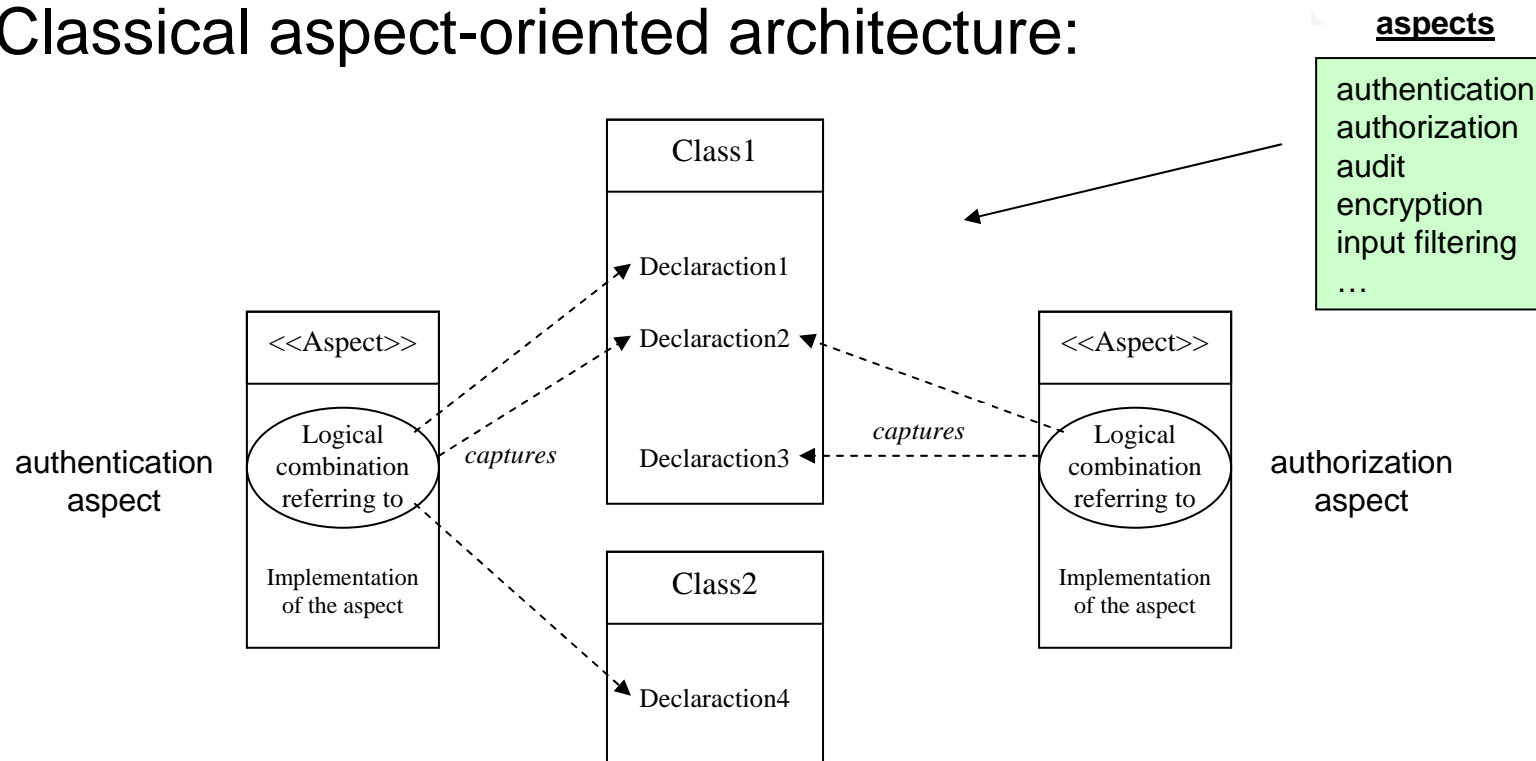 Classical aspect-oriented architecture:
aspects
authentication
authorization
audit
encryption
input filtering
…
Class1
Declaraction1
Declaraction2
Declaraction3
<<Aspect>>
Logical
combination
referring to
Implementation
of the aspect
authentication
aspect
captures
captures
<<Aspect>>
Logical
combination
referring to
Implementation
of the aspect
authorization
aspect
Class2
Declaraction4